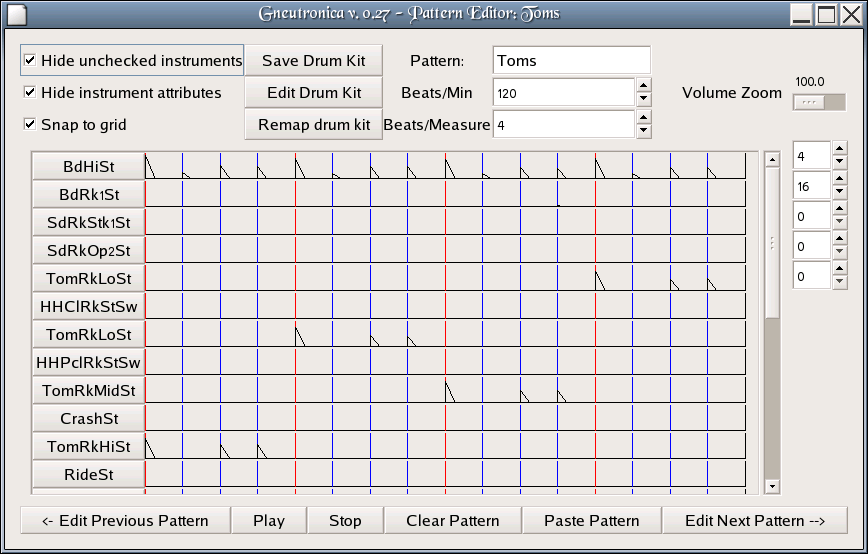 Gneutronica v. 0.27 - Pattern Editor: Toms
Hide unchecked instruments Save Drum Kit Pattern: Toms
Hide instrument attributes Edit Drum Kit Beats/Min 120 Volume Zoom 100.0
Snap to grid Remap drum kit Beats/Measure 4
4
16
0
0
0
BdHiSt
BdRk1St
SdRkStk1St
SdRkOp2St
TomRkLoSt
HHClRkStSw
TomRkLoSt
HHPclRkStSw
TomRkMidSt
CrashSt
TomRkHiSt
RideSt
<- Edit Previous Pattern Play Stop Clear Pattern Paste Pattern Edit Next Pattern -->